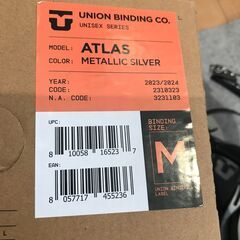 UNION BINDING CO.
UNISEX SERIES
MODEL: ATLAS
COLOR: METALLIC SILVER
YEAR: 2023/2024
CODE: 2310323
N.A. CODE: 3231103
UPC:
8 10058 16523 7
EAN:
8 057717 455236
BINDING
SIZE:
M
UNION BINDING
LABEL
L